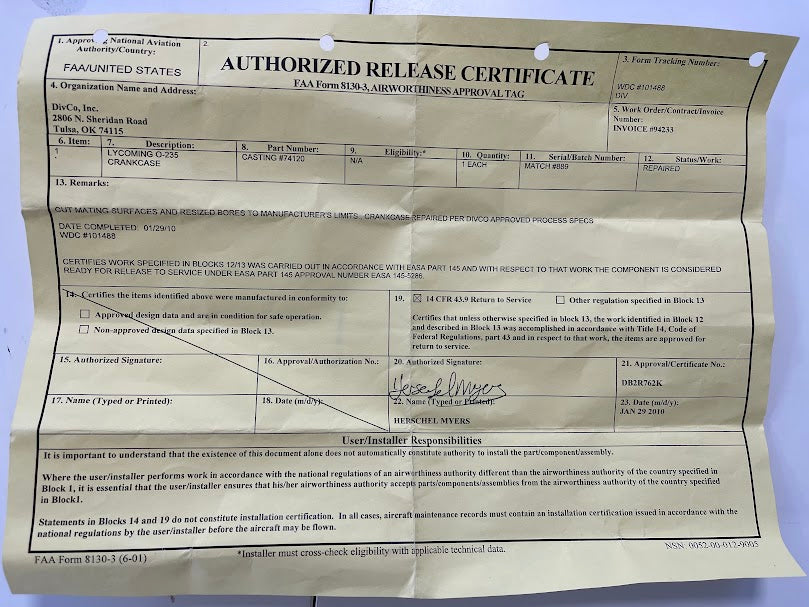 1. Approving National Aviation
Authority/Country:
FAA/UNITED STATES
2.
AUTHORIZED RELEASE CERTIFICATE
FAA Form 8130-3, AIRWORTHINESS APPROVAL TAG
3. Form Tracking Number:
WDC #101488
DIV
4. Organization Name and Address:
DivCo, Inc.
2806 N. Sheridan Road
Tulsa, OK 74115
5. Work Order/Contract/Invoice
Number:
INVOICE #94233
6. Item:
1
7. Description:
LYCOMING O-235
CRANKCASE
8. Part Number:
CASTING #74120
9. Eligibility:*
N/A
10. Quantity:
1 EACH
11. Serial/Batch Number:
MATCH #889
12. Status/Work:
REPAIRED
13. Remarks:
CUT MATING SURFACES AND RESIZED BORES TO MANUFACTURER'S LIMITS., CRANKCASE REPAIRED PER DIVCO APPROVED PROCESS SPECS
DATE COMPLETED: 01/29/10
WDC #101488
CERTIFIES WORK SPECIFIED IN BLOCKS 12/13 WAS CARRIED OUT IN ACCORDANCE WITH EASA PART 145 AND WITH RESPECT TO THAT WORK THE COMPONENT IS CONSIDERED
READY FOR RELEASE TO SERVICE UNDER EASA PART 145 APPROVAL NUMBER EASA 145-5286.
14. Certifies the items identified above were manufactured in conformity to:
Approved design data and are in condition for safe operation.
Non-approved design data specified in Block 13.
19. 14 CFR 43.9 Return to Service
Other regulation specified in Block 13
Certifies that unless otherwise specified in block 13, the work identified in Block 12
and described in Block 13 was accomplished in accordance with Title 14, Code of
Federal Regulations, part 43 and in respect to that work, the items are approved for
return to service.
15. Authorized Signature:
16. Approval/Authorization No.:
20. Authorized Signature:
Herschel Myers
21. Approval/Certificate No.:
DB2R762K
17. Name (Typed or Printed):
18. Date (m/d/y):
22. Name (Typed or Printed):
HERSCHEL MYERS
23. Date (m/d/y):
JAN 29 2010
User/Installer Responsibilities
It is important to understand that the existence of this document alone does not automatically constitute authority to install the part/component/assembly.
Where the user/installer performs work in accordance with the national regulations of an airworthiness authority different than the airworthiness authority of the country specified in
Block 1, it is essential that the user/installer ensures that his/her airworthiness authority accepts parts/components/assemblies from the airworthiness authority of the country specified
in Block1.
Statements in Blocks 14 and 19 do not constitute installation certification. In all cases, aircraft maintenance records must contain an installation certification issued in accordance with the
national regulations by the user/installer before the aircraft may be flown.
FAA Form 8130-3 (6-01)
*Installer must cross-check eligibility with applicable technical data.
NSN: 0052-00-012-9005